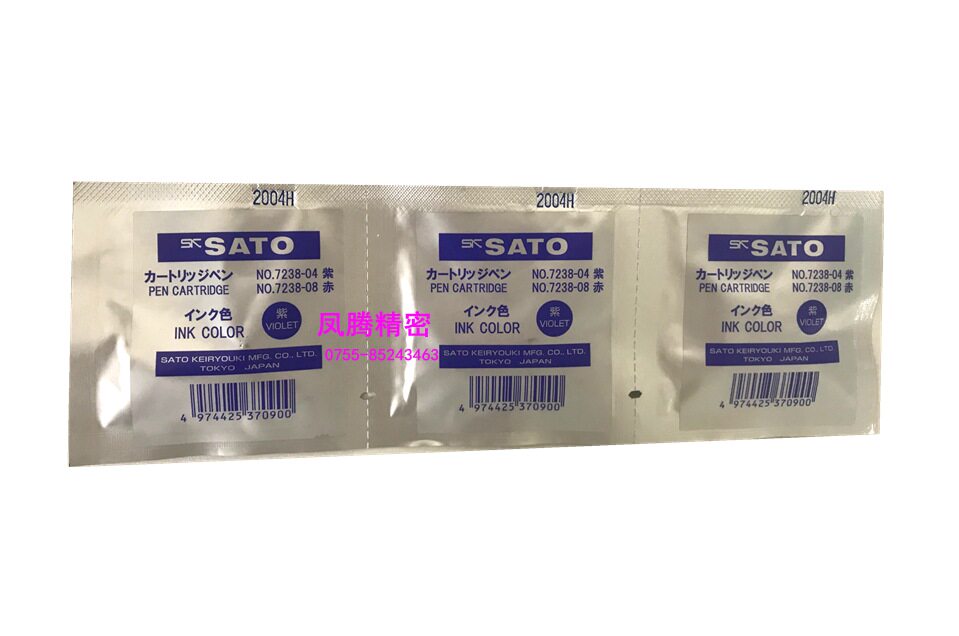 2004H
SK SATO
カートリッジペン NO.7238-04 紫
PEN CARTRIDGE NO.7238-08 赤
インク色 紫
INK COLOR VIOLET
SATO KEIRYOUKI MFG. CO., LTD.
TOKYO JAPAN
4 974425 370900
凤腾精密
0755-85243463
2004H
SK SATO
カートリッジペン NO.7238-04 紫
PEN CARTRIDGE NO.7238-08 赤
インク色 紫
INK COLOR VIOLET
SATO KEIRYOUKI MFG. CO., LTD.
TOKYO JAPAN
4 974425 370900
2004H
SK SATO
カートリッジペン NO.7238-04 紫
PEN CARTRIDGE NO.7238-08 赤
インク色 紫
INK COLOR VIOLET
SATO KEIRYOUKI MFG. CO., LTD.
TOKYO JAPAN
4 974425 370900